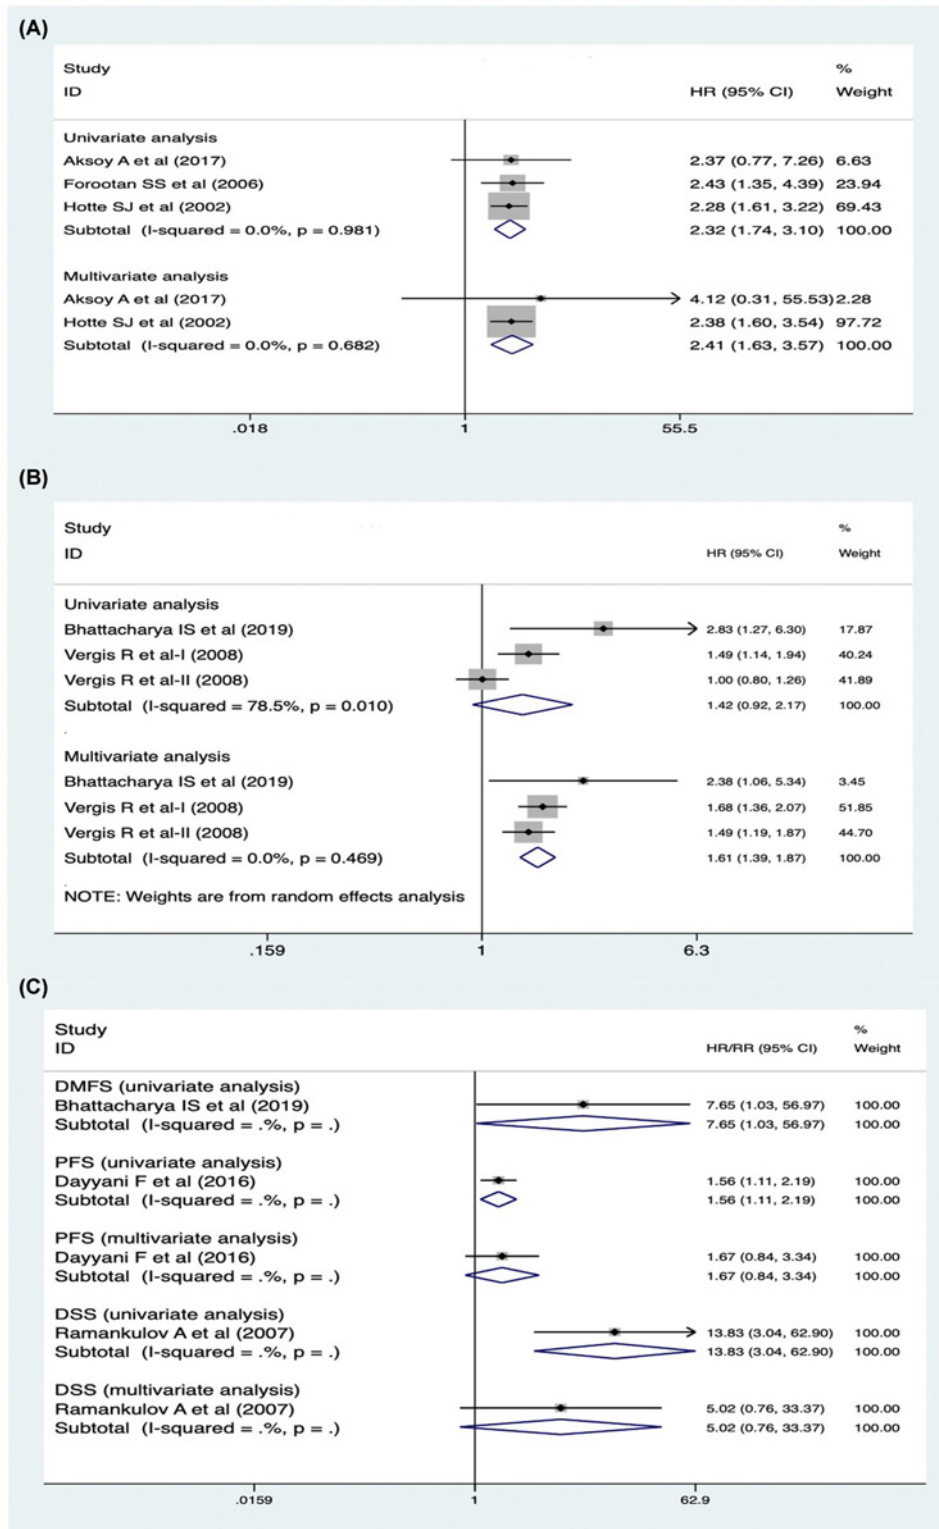 (A)
Study %
ID HR (95% CI) Weight
Univariate analysis
Aksoy A et al (2017) 2.37 (0.77, 7.26) 6.63
Forootan SS et al (2006) 2.43 (1.35, 4.39) 23.94
Hotte SJ et al (2002) 2.28 (1.61, 3.22) 69.43
Subtotal (I-squared = 0.0%, p = 0.981) 2.32 (1.74, 3.10) 100.00
Multivariate analysis
Aksoy A et al (2017) 4.12 (0.31, 55.53) 2.28
Hotte SJ et al (2002) 2.38 (1.60, 3.54) 97.72
Subtotal (I-squared = 0.0%, p = 0.682) 2.41 (1.63, 3.57) 100.00
.018 1 55.5
(B)
Study %
ID HR (95% CI) Weight
Univariate analysis
Bhattacharya IS et al (2019) 2.83 (1.27, 6.30) 17.87
Vergis R et al-I (2008) 1.49 (1.14, 1.94) 40.24
Vergis R et al-II (2008) 1.00 (0.80, 1.26) 41.89
Subtotal (I-squared = 78.5%, p = 0.010) 1.42 (0.92, 2.17) 100.00
.
Multivariate analysis
Bhattacharya IS et al (2019) 2.38 (1.06, 5.34) 3.45
Vergis R et al-I (2008) 1.68 (1.36, 2.07) 51.85
Vergis R et al-II (2008) 1.49 (1.19, 1.87) 44.70
Subtotal (I-squared = 0.0%, p = 0.469) 1.61 (1.39, 1.87) 100.00
.
NOTE: Weights are from random effects analysis
.159 1 6.3
(C)
Study %
ID HR/RR (95% CI) Weight
DMFS (univariate analysis)
Bhattacharya IS et al (2019) 7.65 (1.03, 56.97) 100.00
Subtotal (I-squared = .%, p = .) 7.65 (1.03, 56.97) 100.00
PFS (univariate analysis)
Dayyani F et al (2016) 1.56 (1.11, 2.19) 100.00
Subtotal (I-squared = .%, p = .) 1.56 (1.11, 2.19) 100.00
PFS (multivariate analysis)
Dayyani F et al (2016) 1.67 (0.84, 3.34) 100.00
Subtotal (I-squared = .%, p = .) 1.67 (0.84, 3.34) 100.00
DSS (univariate analysis)
Ramankulov A et al (2007) 13.83 (3.04, 62.90) 100.00
Subtotal (I-squared = .%, p = .) 13.83 (3.04, 62.90) 100.00
DSS (multivariate analysis)
Ramankulov A et al (2007) 5.02 (0.76, 33.37) 100.00
Subtotal (I-squared = .%, p = .) 5.02 (0.76, 33.37) 100.00
.0159 1 62.9